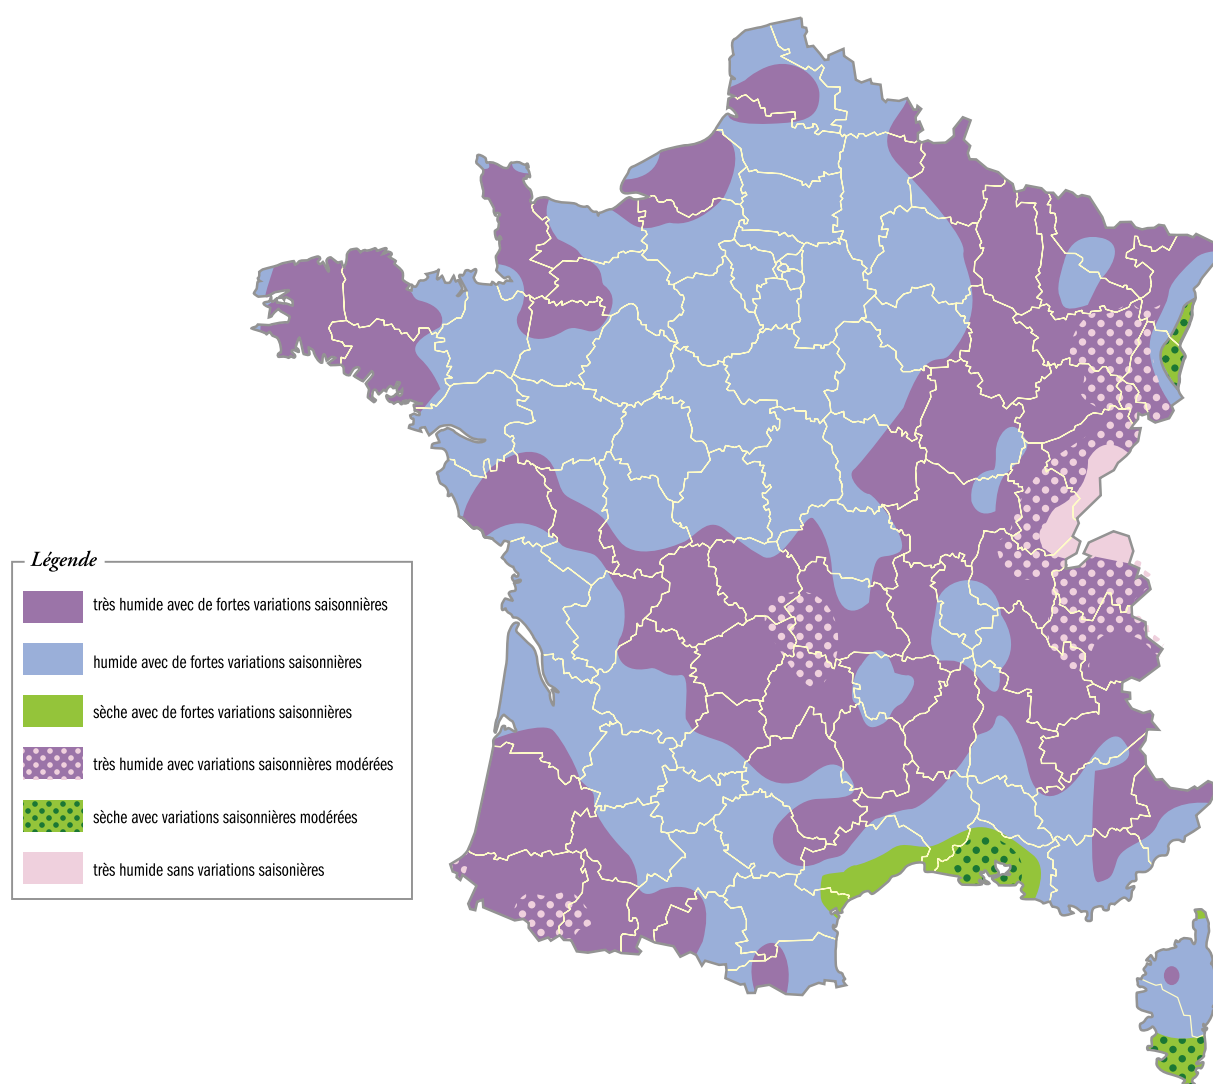 Légende
très humide avec de fortes variations saisonnières
humide avec de fortes variations saisonnières
sèche avec de fortes variations saisonnières
très humide avec variations saisonnières modérées
sèche avec variations saisonnières modérées
très humide sans variations saisonières